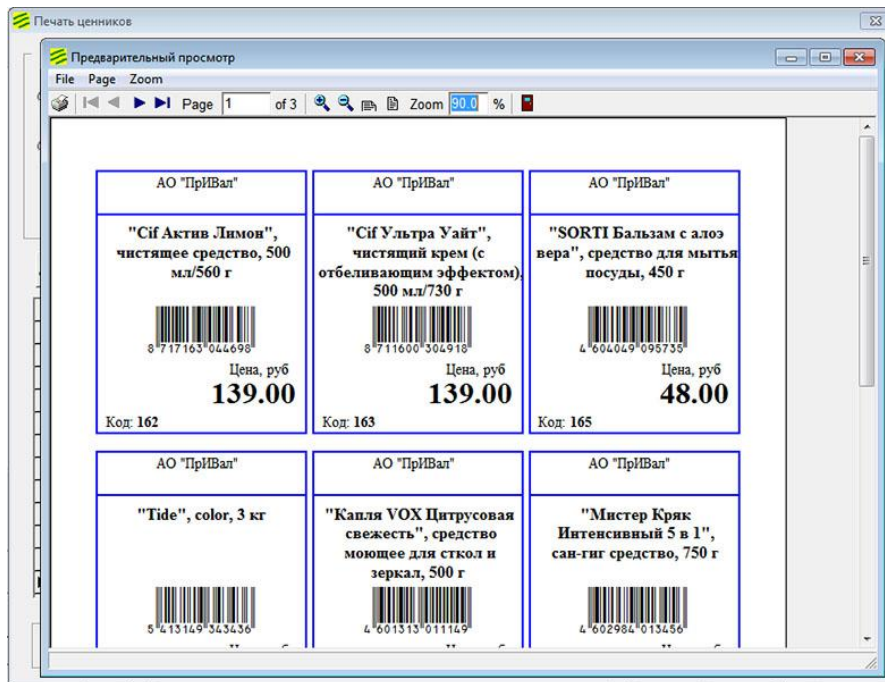 Печать ценников
Предварительный просмотр
File Page Zoom
Page 1 of 3 Zoom 90.0 %
АО "ПрИВал"
"Cif Актив Лимон",
чистящее средство, 500
мл/560 г
8 717163 044698
Цена, руб
139.00
Код: 162
АО "ПрИВал"
"Cif Ультра Уайт",
чистящий крем (с
отбеливающим эффектом),
500 мл/730 г
8 711600 304918
Цена, руб
139.00
Код: 163
АО "ПрИВал"
"SORTI Бальзам с алоэ
вера", средство для мытья
посуды, 450 г
4 604049 095735
Цена, руб
48.00
Код: 165
АО "ПрИВал"
"Tide", color, 3 кг
5 413149 343436
АО "ПрИВал"
"Капля VOX Цитрусовая
свежесть", средство
моющее для сткол и
зеркал, 500 г
4 601313 011149
АО "ПрИВал"
"Мистер Кряк
Интенсивный 5 в 1",
сан-гиг средство, 750 г
4 602984 013456